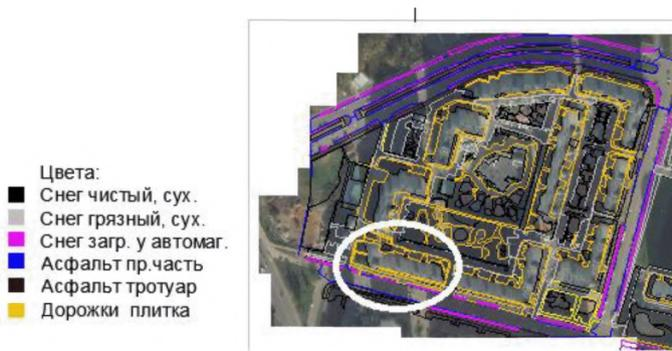 Цвета:
Снег чистый, сух.
Снег грязный, сух.
Снег загр. у автомаг.
Асфальт пр.часть
Асфальт тротуар
Дорожки плитка